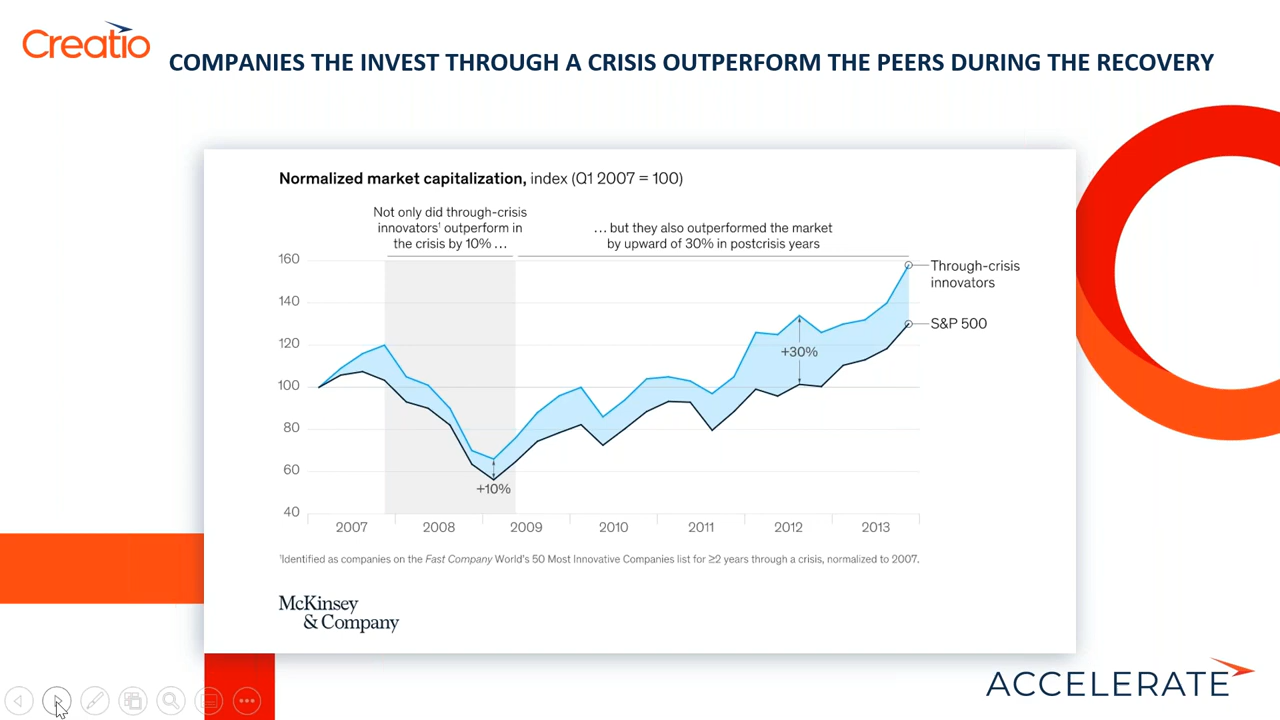 Creatio
COMPANIES THE INVEST THROUGH A CRISIS OUTPERFORM THE PEERS DURING THE RECOVERY
Normalized market capitalization, index (Q1 2007 = 100)
Not only did through-crisis
innovators¹ outperform in
the crisis by 10% …
… but they also outperformed the market
by upward of 30% in postcrisis years
160
140
120
100
80
60
40
Through-crisis
innovators
S&P 500
+30%
+10%
2007
2008
2009
2010
2011
2012
2013
¹Identified as companies on the Fast Company World's 50 Most Innovative Companies list for ≥2 years through a crisis, normalized to 2007.
McKinsey
& Company
ACCELERATE